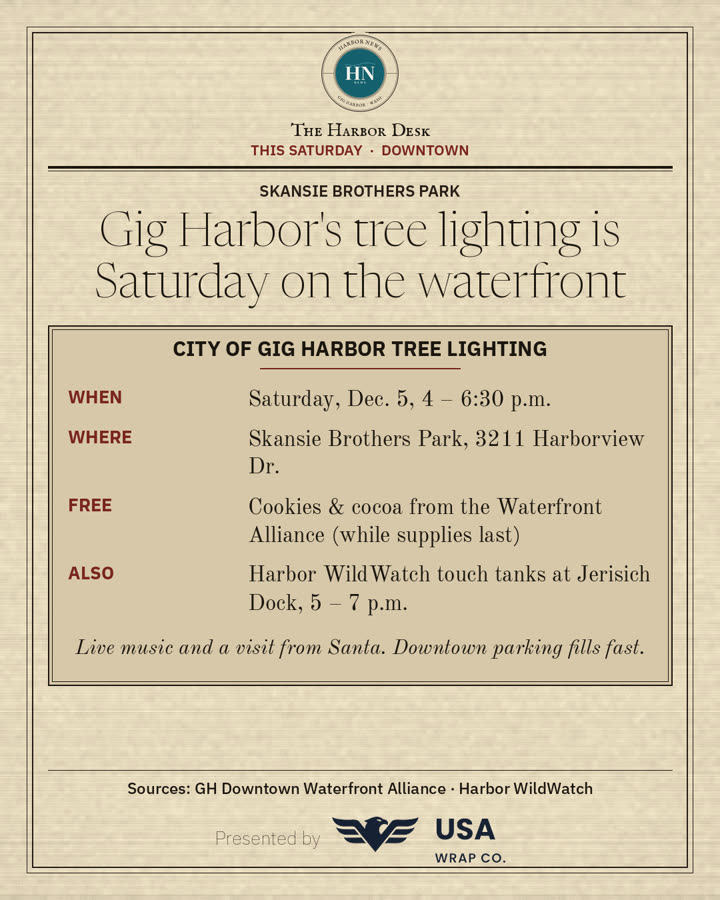 HARBOR NEWS
HN
NEWS
The Harbor Desk
THIS SATURDAY · DOWNTOWN
SKANSIE BROTHERS PARK
Gig Harbor's tree lighting is
Saturday on the waterfront
CITY OF GIG HARBOR TREE LIGHTING
WHEN Saturday, Dec. 5, 4 – 6:30 p.m.
WHERE Skansie Brothers Park, 3211 Harborview
Dr.
FREE Cookies & cocoa from the Waterfront
Alliance (while supplies last)
ALSO Harbor WildWatch touch tanks at Jerisich
Dock, 5 – 7 p.m.
Live music and a visit from Santa. Downtown parking fills fast.
Sources: GH Downtown Waterfront Alliance · Harbor WildWatch
Presented by USA
WRAP CO.